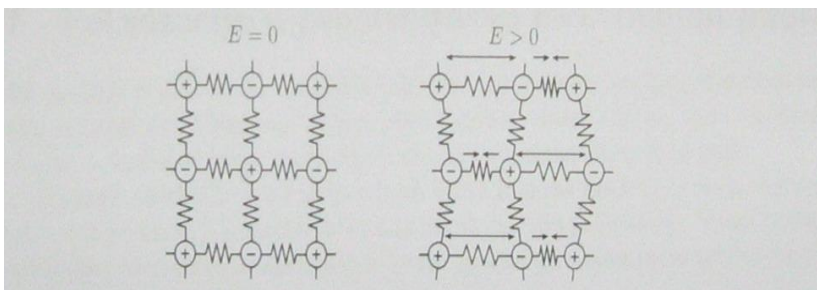 E = 0
E > 0
+ - +
+ - +
- + -
- + -
+ - +
+ - +